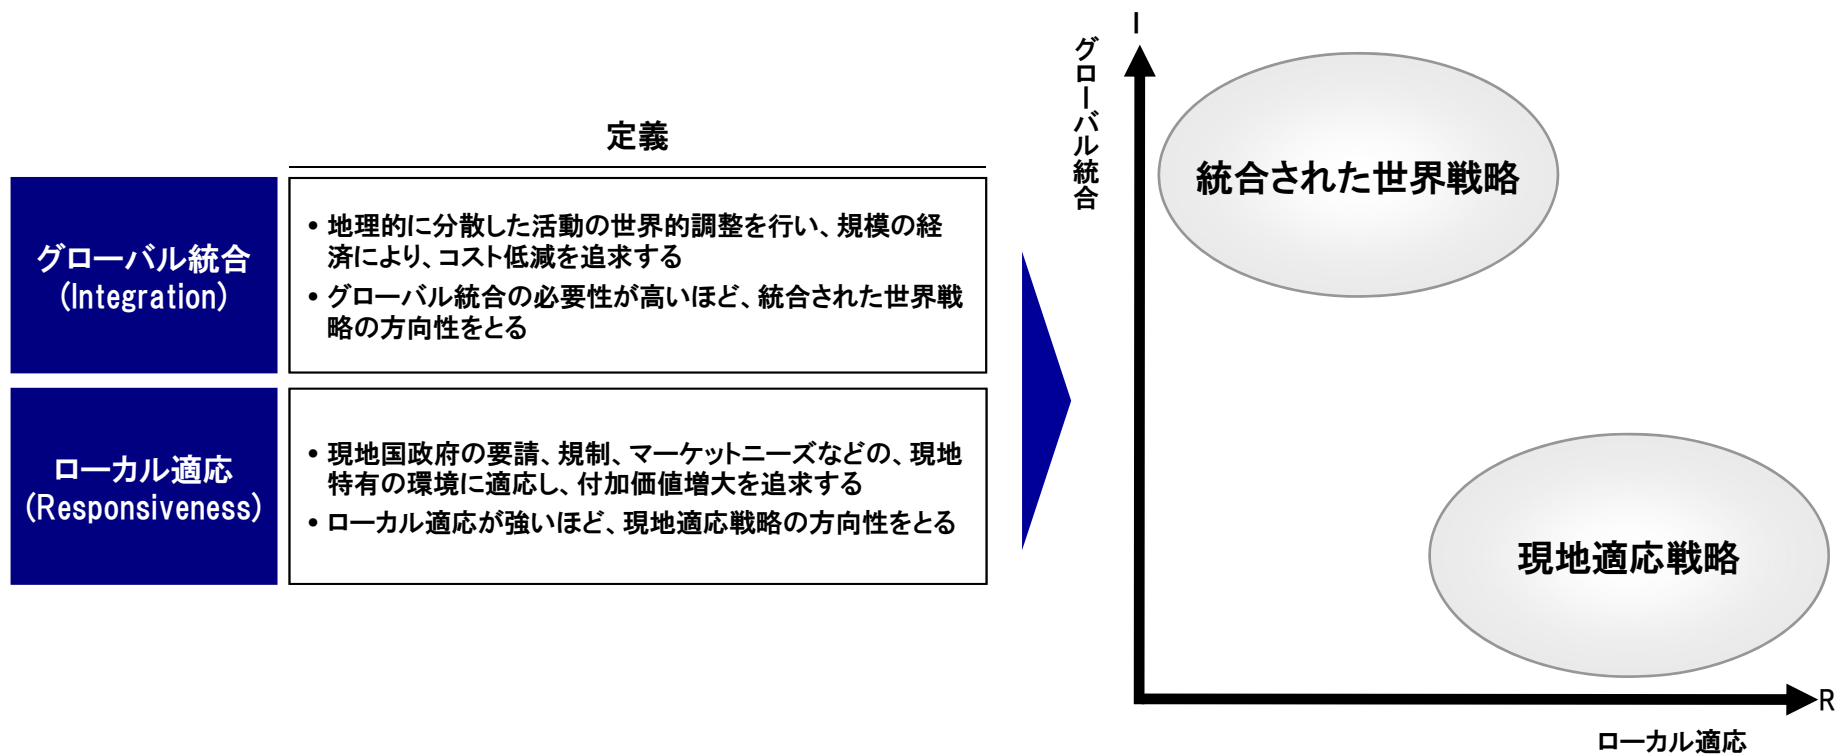 定義
グローバル統合
(Integration)
• 地理的に分散した活動の世界的調整を行い、規模の経
済により、コスト低減を追求する
• グローバル統合の必要性が高いほど、統合された世界戦
略の方向性をとる
ローカル適応
(Responsiveness)
• 現地国政府の要請、規制、マーケットニーズなどの、現地
特有の環境に適応し、付加価値増大を追求する
• ローカル適応が強いほど、現地適応戦略の方向性をとる
I
グローバル統合
統合された世界戦略
現地適応戦略
R
ローカル適応